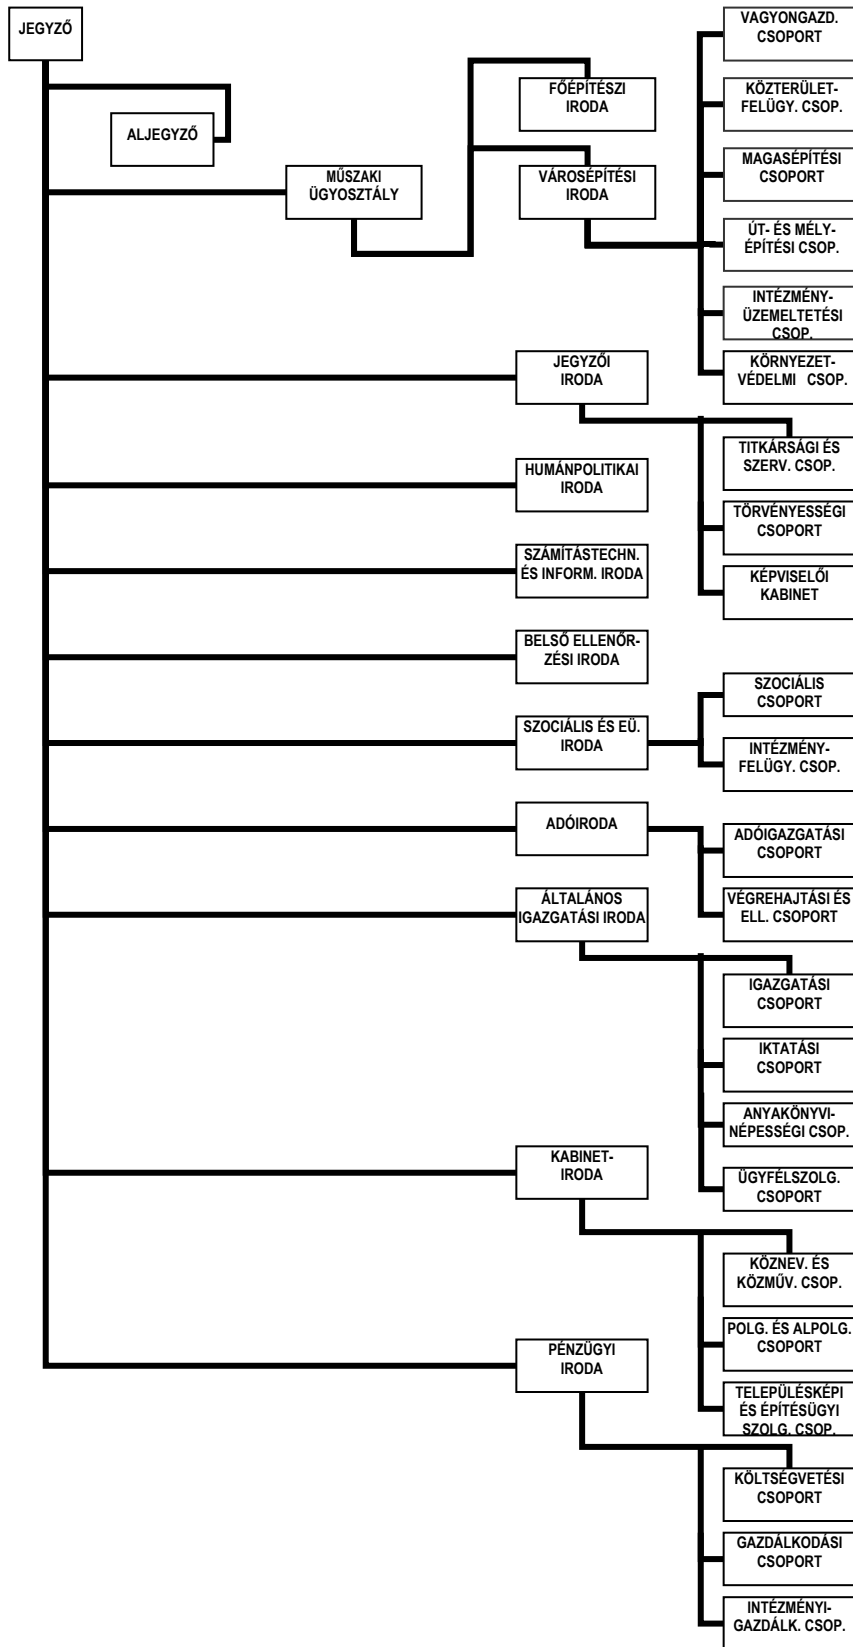 JEGYZŐ
ALJEGYZŐ
MŰSZAKI
ÜGYOSZTÁLY
FŐÉPÍTÉSZI
IRODA
VÁROSÉPÍTÉSI
IRODA
VAGYONGAZD.
CSOPORT
KÖZTERÜLET-
FELÜGY. CSOP.
MAGASÉPÍTÉSI
CSOPORT
ÚT- ÉS MÉLY-
ÉPÍTÉSI CSOP.
INTÉZMÉNY-
ÜZEMELTETÉSI
CSOP.
KÖRNYEZET-
VÉDELMI CSOP.
JEGYZŐI
IRODA
TITKÁRSÁGI ÉS
SZERV. CSOP.
TÖRVÉNYESSÉGI
CSOPORT
KÉPVISELŐI
KABINET
HUMÁNPOLITIKAI
IRODA
SZÁMÍTÁSTECHN.
ÉS INFORM. IRODA
BELSŐ ELLENŐR-
ZÉSI IRODA
SZOCIÁLIS ÉS EÜ.
IRODA
SZOCIÁLIS
CSOPORT
INTÉZMÉNY-
FELÜGY. CSOP.
ADÓIRODA
ADÓIGAZGATÁSI
CSOPORT
VÉGREHAJTÁSI ÉS
ELL. CSOPORT
ÁLTALÁNOS
IGAZGATÁSI IRODA
IGAZGATÁSI
CSOPORT
IKTATÁSI
CSOPORT
ANYAKÖNYVI-
NÉPESSÉGI CSOP.
ÜGYFÉLSZOLG.
CSOPORT
KABINET-
IRODA
KÖZNEV. ÉS
KÖZMŰV. CSOP.
POLG. ÉS ALPOLG.
CSOPORT
TELEPÜLÉSKÉPI
ÉS ÉPÍTÉSÜGYI
SZOLG. CSOP.
PÉNZÜGYI
IRODA
KÖLTSÉGVETÉSI
CSOPORT
GAZDÁLKODÁSI
CSOPORT
INTÉZMÉNYI-
GAZDÁLK. CSOP.